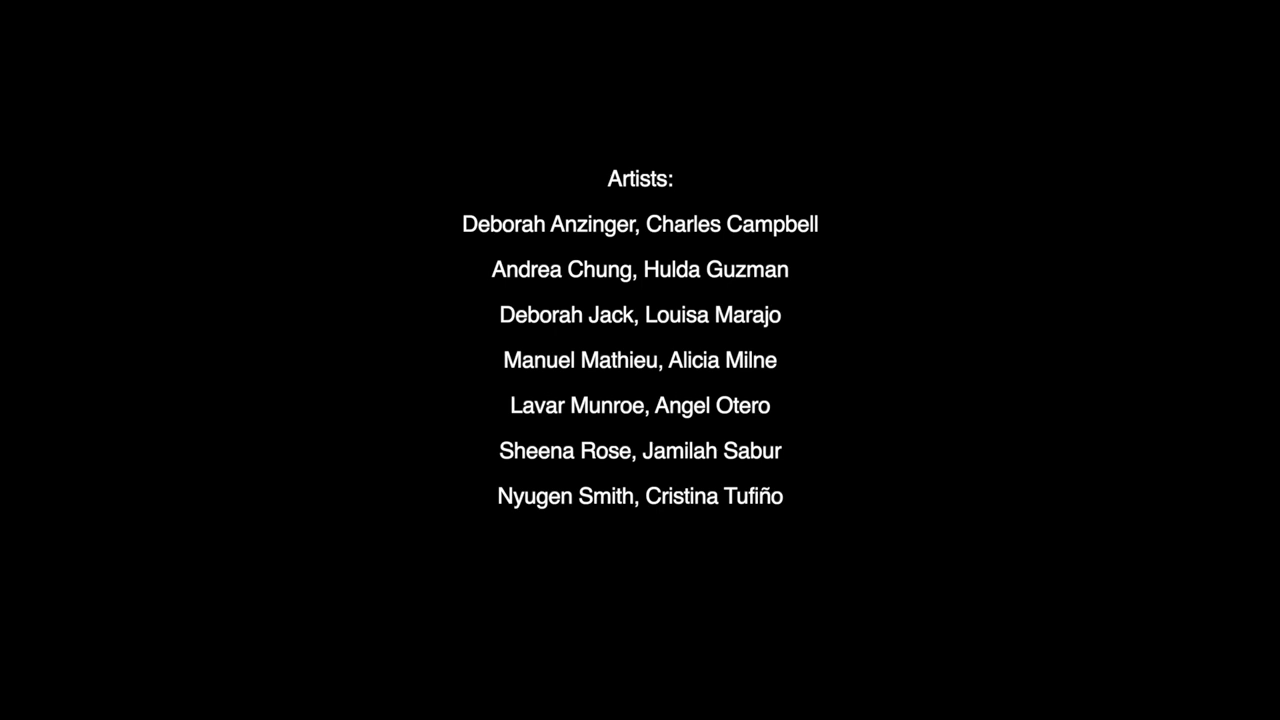 Artists:
Deborah Anzinger, Charles Campbell
Andrea Chung, Hulda Guzman
Deborah Jack, Louisa Marajo
Manuel Mathieu, Alicia Milne
Lavar Munroe, Angel Otero
Sheena Rose, Jamilah Sabur
Nyugen Smith, Cristina Tufiño